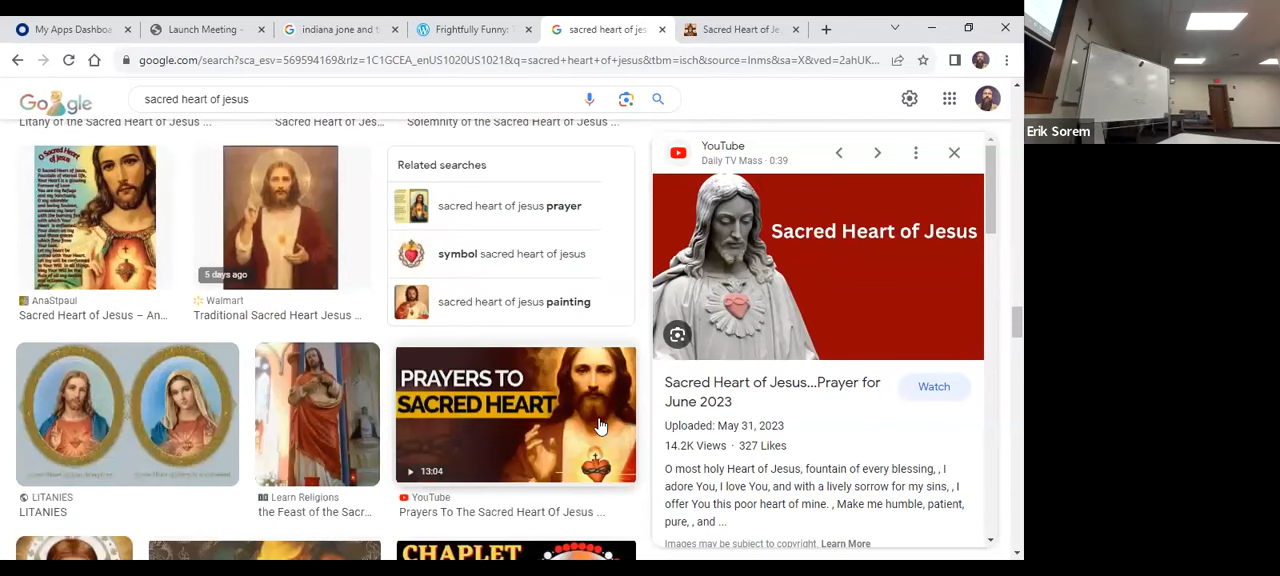 My Apps Dashboa
Launch Meeting -
indiana jone and t
Frightfully Funny:
sacred heart of jes
Sacred Heart of Je
google.com/search?sca_esv=569594169&rlz=1C1GCEA_enUS1020US1021&q=sacred+heart+of+jesus&tbm=isch&source=lnms&sa=X&ved=2ahUK...
Google
sacred heart of jesus
Litany of the Sacred Heart of Jesus ...
Sacred Heart of Jes...
Solemnity of the Sacred Heart of Jesus ...
O Sacred Heart
of Jesus
5 days ago
AnaStpaul
Sacred Heart of Jesus – An...
Walmart
Traditional Sacred Heart Jesus ...
Related searches
sacred heart of jesus prayer
symbol sacred heart of jesus
sacred heart of jesus painting
LITANIES
LITANIES
Learn Religions
the Feast of the Sacr...
PRAYERS TO
SACRED HEART
13:04
YouTube
Prayers To The Sacred Heart Of Jesus ...
CHAPLET
YouTube
Daily TV Mass · 0:39
Sacred Heart of Jesus
Sacred Heart of Jesus...Prayer for
June 2023
Watch
Uploaded: May 31, 2023
14.2K Views · 327 Likes
O most holy Heart of Jesus, fountain of every blessing, , I
adore You, I love You, and with a lively sorrow for my sins, , I
offer You this poor heart of mine. , Make me humble, patient,
pure, , and ...
Images may be subject to copyright. Learn More
Erik Sorem